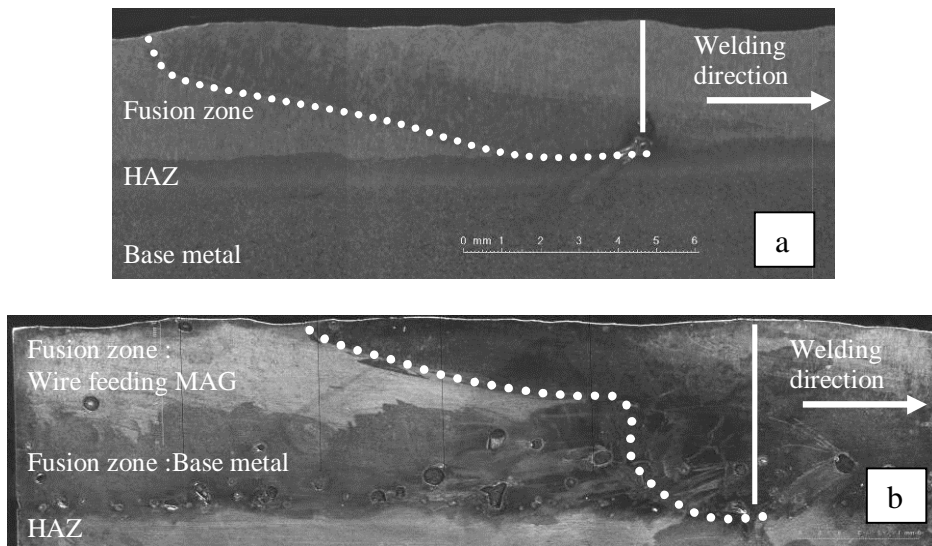 Welding
direction
Fusion zone
HAZ
Base metal
0 mm 1 2 3 4 5 6
a
Fusion zone :
Wire feeding MAG
Welding
direction
Fusion zone :Base metal
HAZ
b